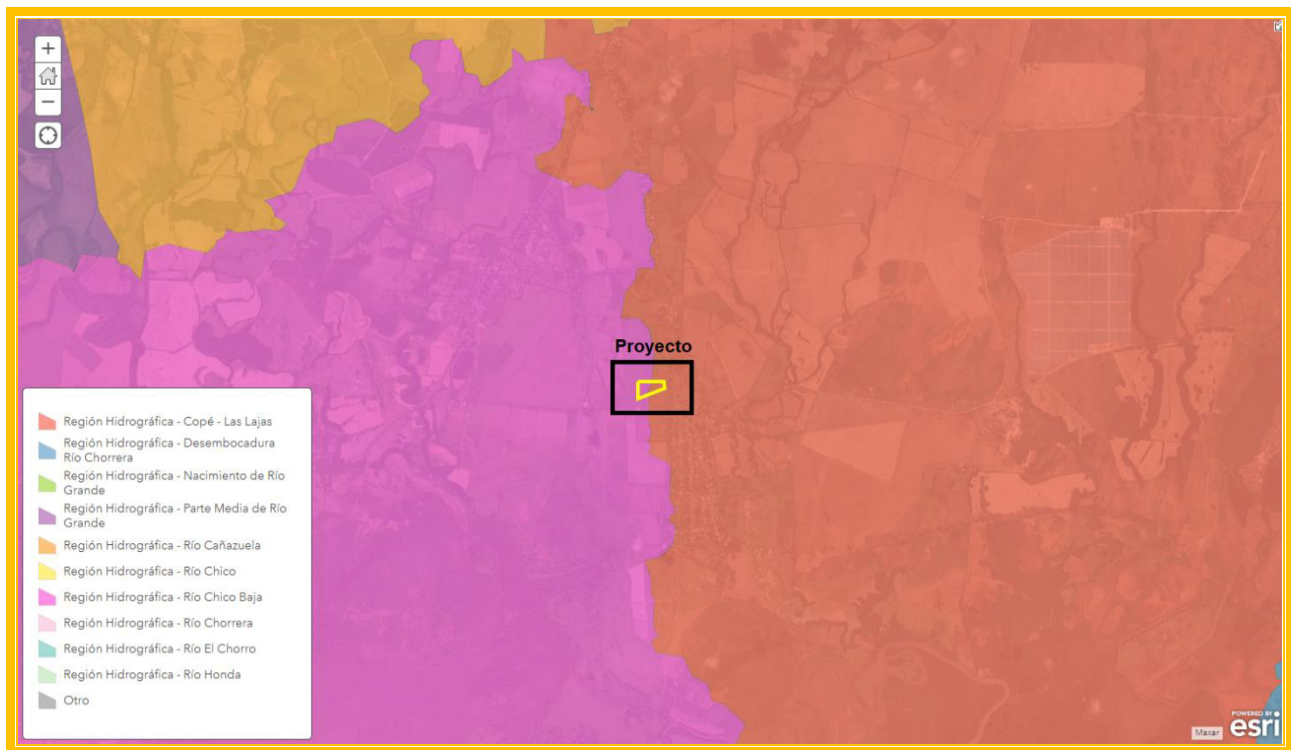 +
−
Proyecto
Región Hidrográfica - Copé - Las Lajas
Región Hidrográfica - Desembocadura
Río Chorrera
Región Hidrográfica - Nacimiento de Río
Grande
Región Hidrográfica - Parte Media de Río
Grande
Región Hidrográfica - Río Cañazuela
Región Hidrográfica - Río Chico
Región Hidrográfica - Río Chico Baja
Región Hidrográfica - Río Chorrera
Región Hidrográfica - Río El Chorro
Región Hidrográfica - Río Honda
Otro
Maxar
POWERED BY
esri